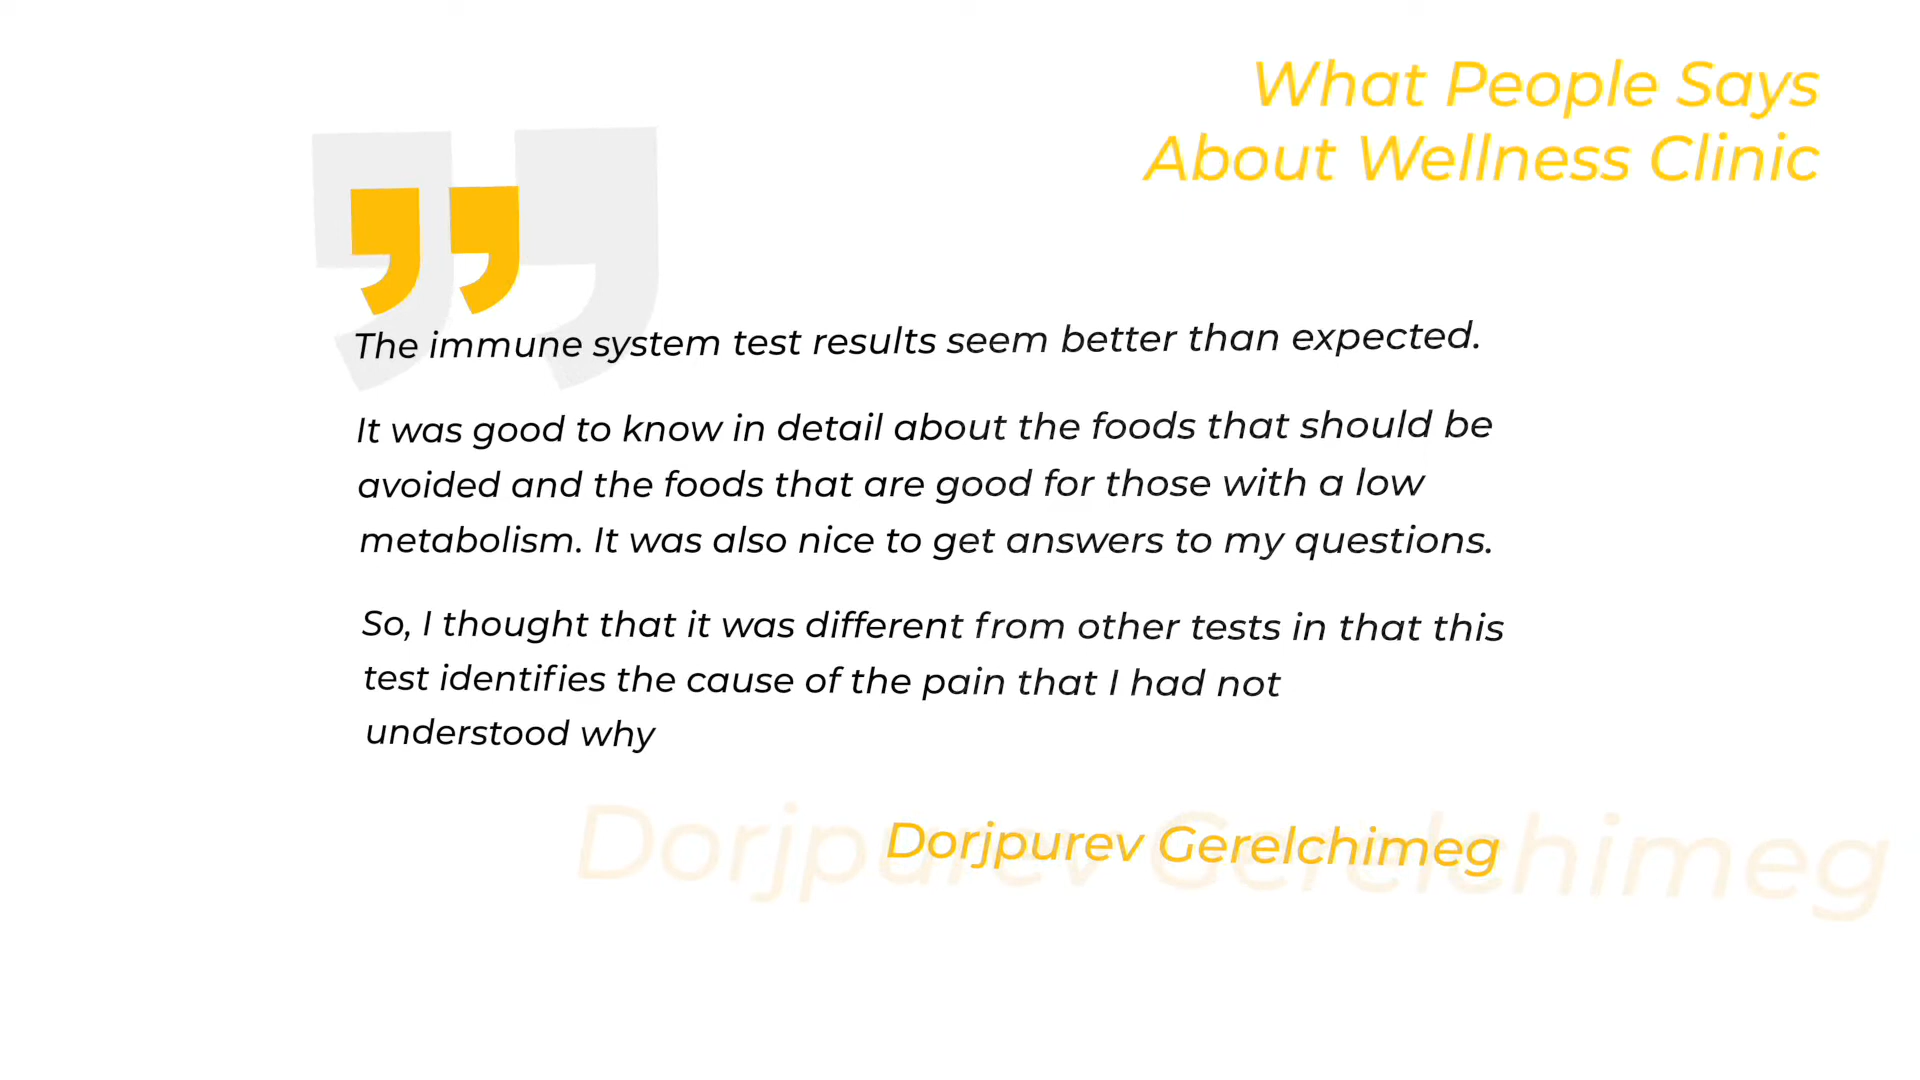 What People Says
About Wellness Clinic
The immune system test results seem better than expected.
It was good to know in detail about the foods that should be
avoided and the foods that are good for those with a low
metabolism. It was also nice to get answers to my questions.
So, I thought that it was different from other tests in that this
test identifies the cause of the pain that I had not
understood why
Dorjpurev Gerelchimeg
Dorjpurev Gerelchimeg